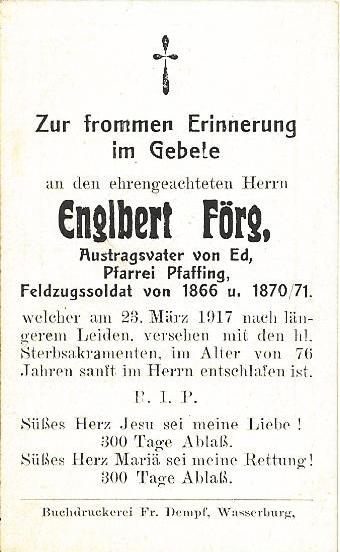 Zur frommen Erinnerung
im Gebete
an den ehrengeachteten Herrn
Englbert Förg,
Austragsvater von Ed,
Pfarrei Pfaffing,
Feldzugssoldat von 1866 u. 1870/71.
welcher am 23. März 1917 nach län-
gerem Leiden, versehen mit den hl.
Sterbsakramenten, im Alter von 76
Jahren sanft im Herrn entschlafen ist.
R. I. P.
Süßes Herz Jesu sei meine Liebe!
300 Tage Ablaß.
Süßes Herz Mariä sei meine Rettung!
300 Tage Ablaß.
Buchdruckerei Fr. Dempf, Wasserburg,